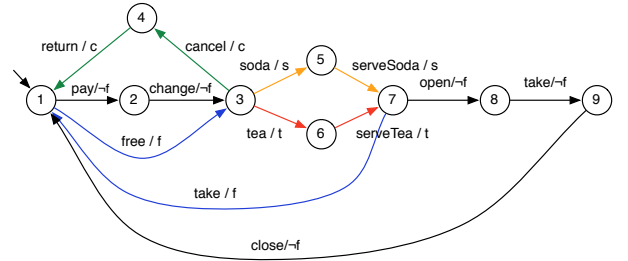 4
return / c
cancel / c
5
soda / s
serveSoda / s
pay/¬f
change/¬f
open/¬f
take/¬f
1
2
3
7
8
9
free / f
tea / t
6
serveTea / t
take / f
close/¬f